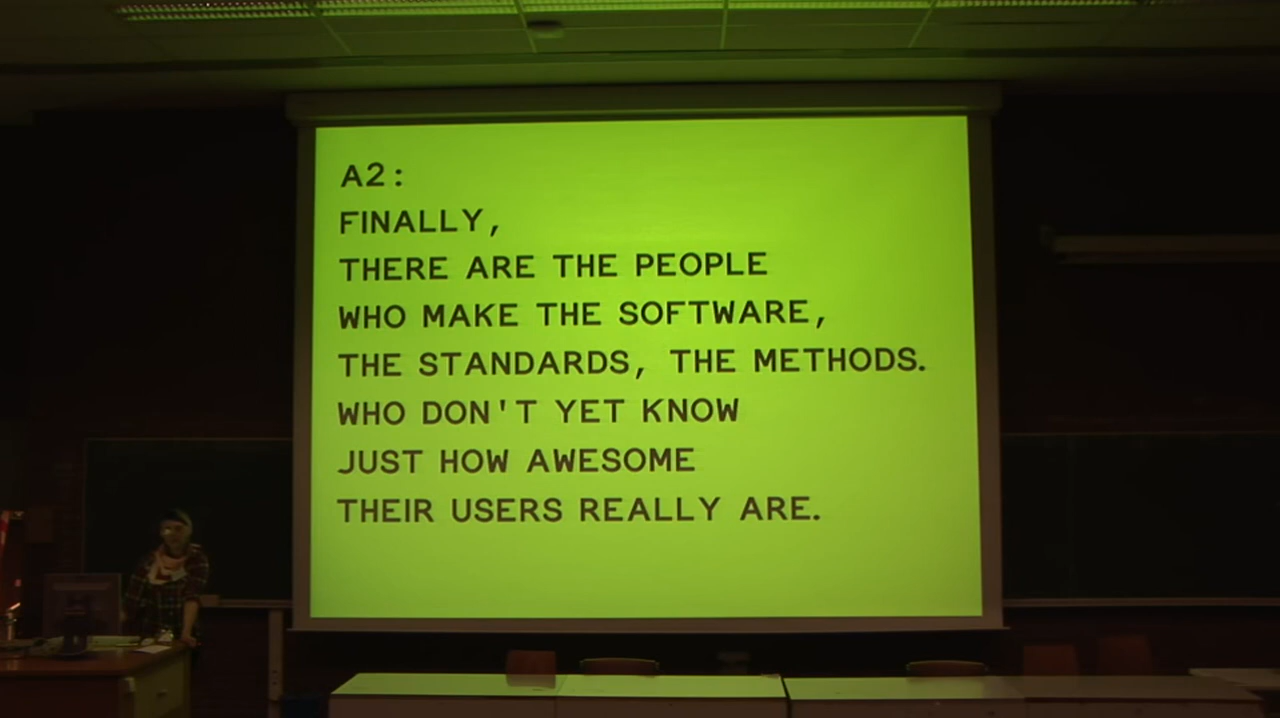 A2:
FINALLY,
THERE ARE THE PEOPLE
WHO MAKE THE SOFTWARE,
THE STANDARDS, THE METHODS.
WHO DON'T YET KNOW
JUST HOW AWESOME
THEIR USERS REALLY ARE.